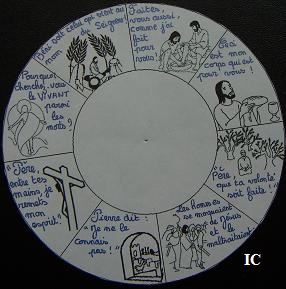 Béni soit celui qui vient au
nom du Seigneur!
Faites,
vous aussi,
comme j'ai
fait
pour
vous!
Ceci
est mon
corps qui est
pour vous!
Père,
que ta volonté
soit faite!"
Les hommes
se moquaient
de Jésus
et le
maltraitaient.
Pierre dit:
"Je ne le
connais
pas!"
"Père,
entre tes
mains, je
remets
mon
esprit."
Pourquoi
cherchez-vous
le VIVANT
parmi
les
morts?
IC